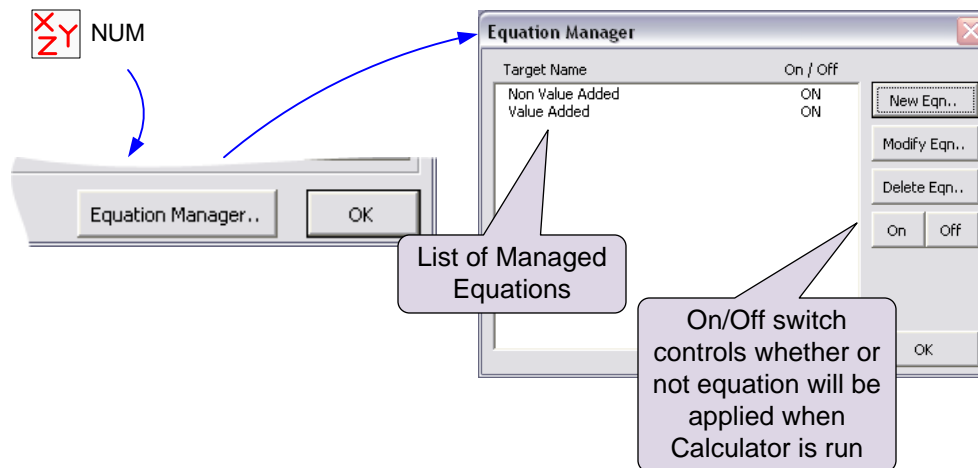 X
Y
Z
NUM
Equation Manager..
OK
Equation Manager
Target Name On / Off
Non Value Added ON
Value Added ON
New Eqn..
Modify Eqn..
Delete Eqn..
On Off
OK
List of Managed
Equations
On/Off switch
controls whether or
not equation will be
applied when
Calculator is run